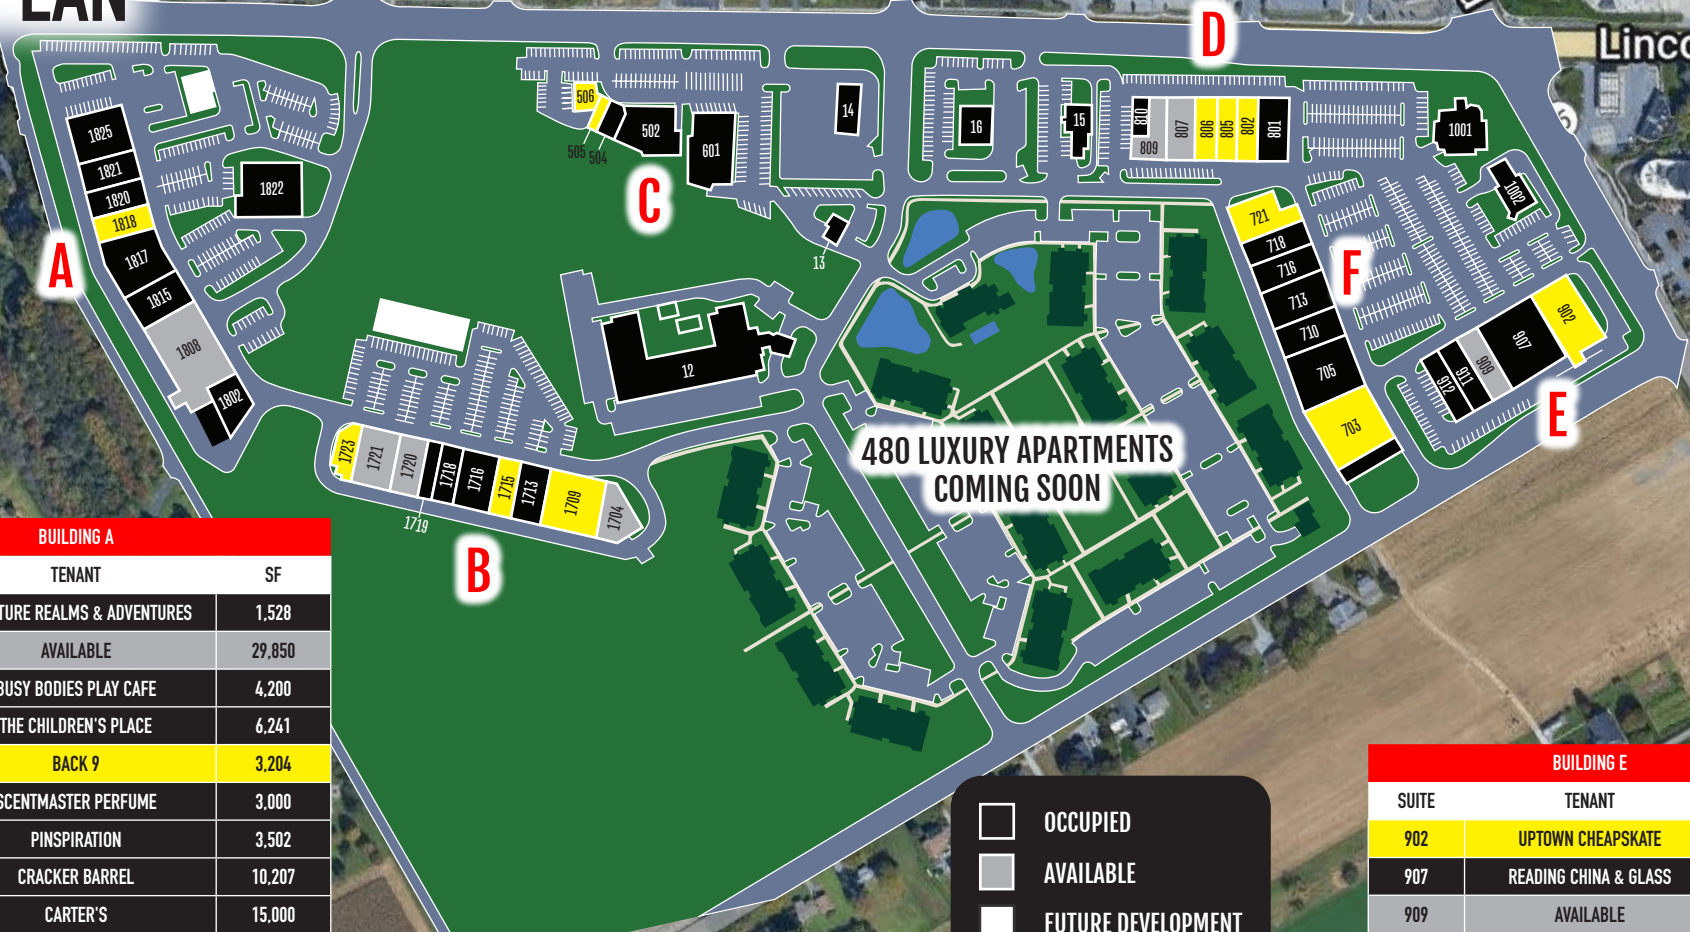 LAN
D
Linco
506
505
504
502
601
14
16
15
810
809
807
806
805
802
801
1001
1002
1825
1821
1820
1818
1817
1815
1808
1802
1822
A
C
13
12
721
718
716
713
710
705
703
F
902
907
909
911
912
E
480 LUXURY APARTMENTS
COMING SOON
1723
1721
1720
1719
1718
1716
1715
1713
1709
1704
B
BUILDING A
TENANT SF
TURE REALMS & ADVENTURES 1,528
AVAILABLE 29,850
BUSY BODIES PLAY CAFE 4,200
THE CHILDREN'S PLACE 6,241
BACK 9 3,204
SCENTMASTER PERFUME 3,000
PINSPIRATION 3,502
CRACKER BARREL 10,207
CARTER'S 15,000
OCCUPIED
AVAILABLE
FUTURE DEVELOPMENT
BUILDING E
SUITE TENANT
902 UPTOWN CHEAPSKATE
907 READING CHINA & GLASS
909 AVAILABLE